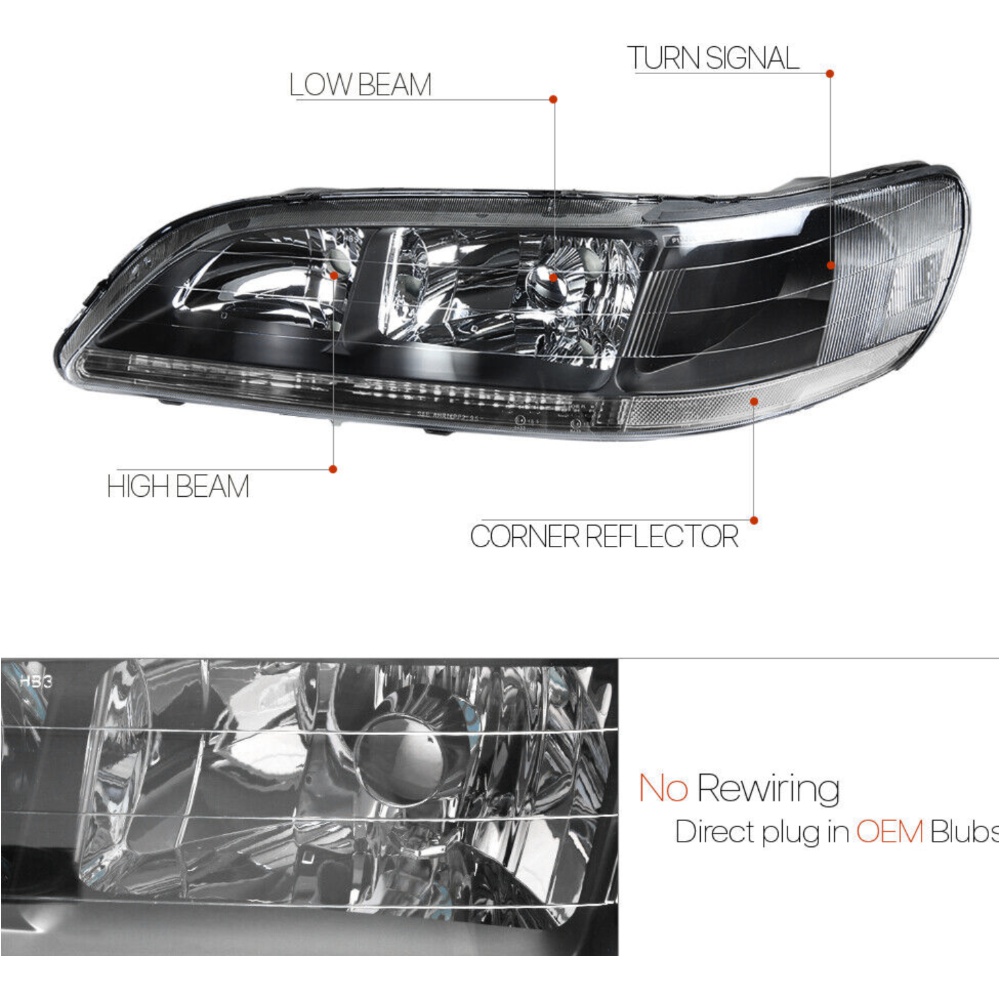 TURN SIGNAL
LOW BEAM
HIGH BEAM
CORNER REFLECTOR
HB3
No Rewiring
Direct plug in OEM Blubs